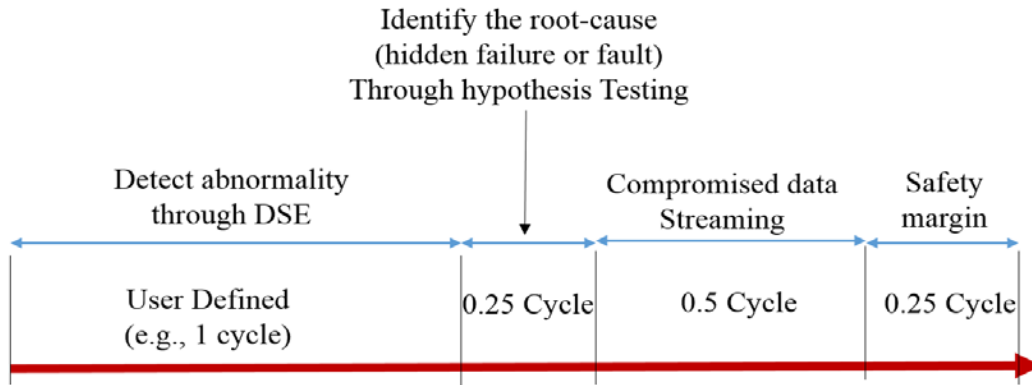 Identify the root-cause
(hidden failure or fault)
Through hypothesis Testing
Detect abnormality
through DSE
Compromised data
Streaming
Safety
margin
User Defined
(e.g., 1 cycle)
0.25 Cycle
0.5 Cycle
0.25 Cycle